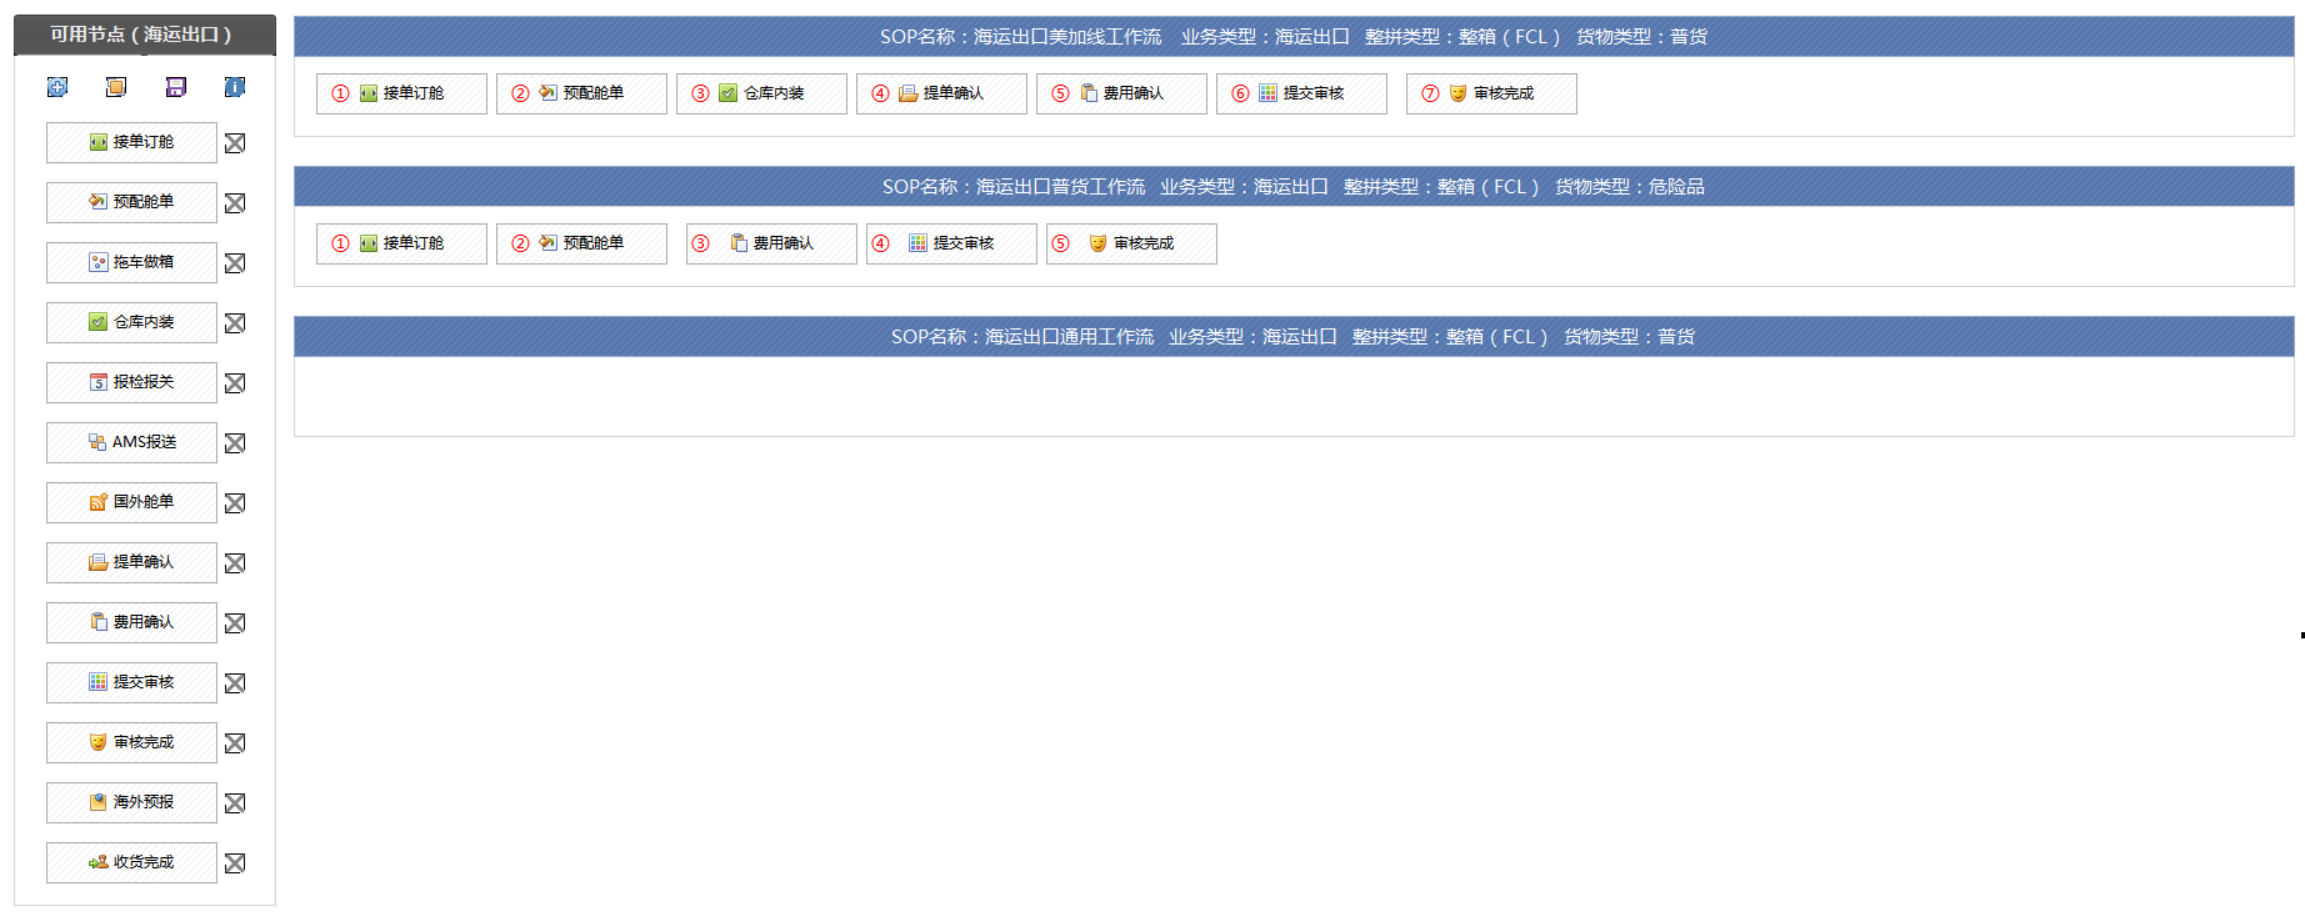 可用节点（海运出口）
接单订舱
预配舱单
拖车做箱
仓库内装
5 报检报关
AMS报送
国外舱单
提单确认
费用确认
提交审核
审核完成
海外预报
收货完成
SOP名称：海运出口美加线工作流 业务类型：海运出口 整拼类型：整箱（FCL） 货物类型：普货
① 接单订舱 ② 预配舱单 ③ 仓库内装 ④ 提单确认 ⑤ 费用确认 ⑥ 提交审核 ⑦ 审核完成
SOP名称：海运出口普货工作流 业务类型：海运出口 整拼类型：整箱（FCL） 货物类型：危险品
① 接单订舱 ② 预配舱单 ③ 费用确认 ④ 提交审核 ⑤ 审核完成
SOP名称：海运出口通用工作流 业务类型：海运出口 整拼类型：整箱（FCL） 货物类型：普货